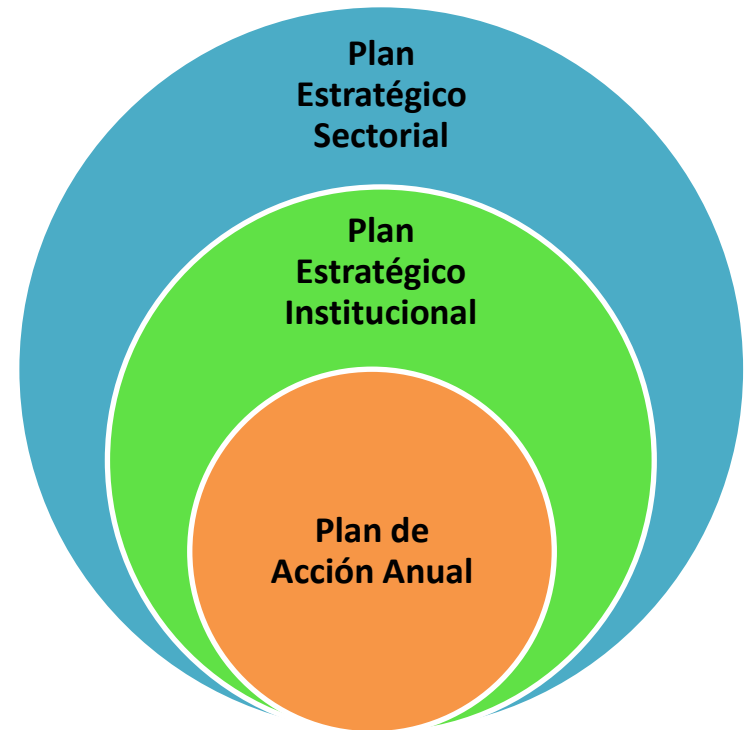 Plan
Estratégico
Sectorial
Plan
Estratégico
Institucional
Plan de
Acción Anual